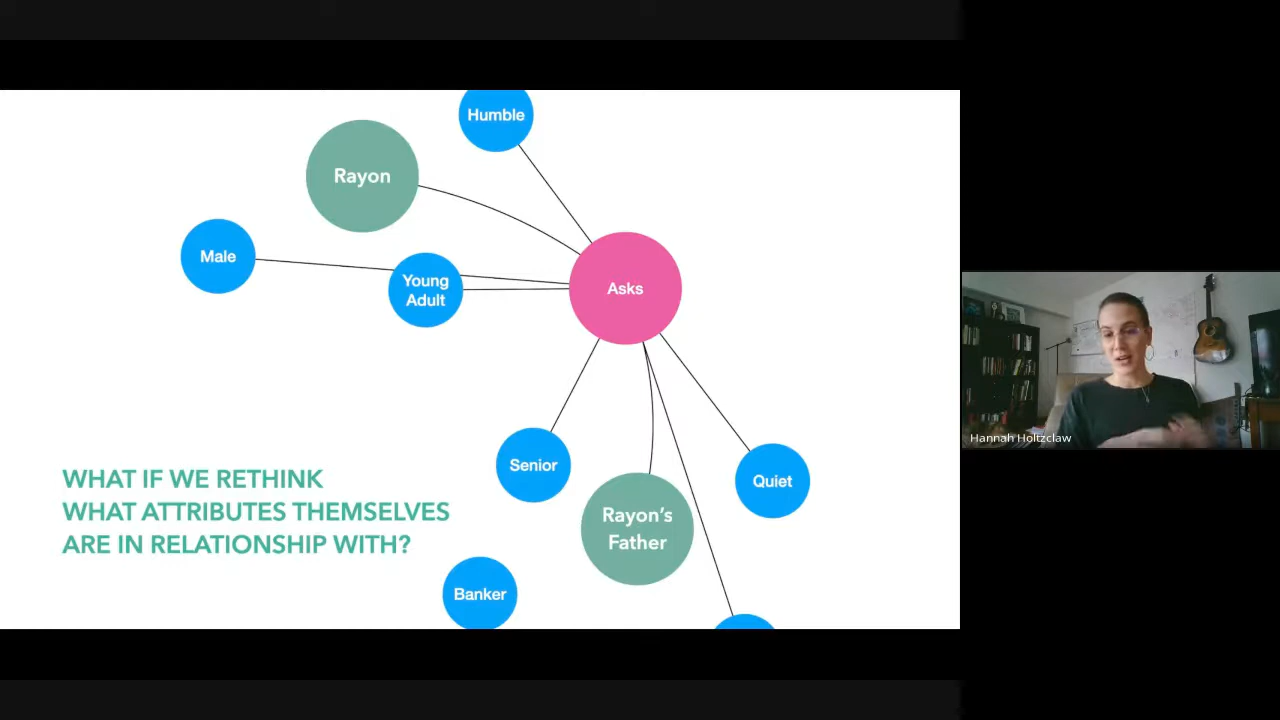 Humble
Rayon
Male
Young
Adult
Asks
Senior
Quiet
Rayon's
Father
Banker
WHAT IF WE RETHINK
WHAT ATTRIBUTES THEMSELVES
ARE IN RELATIONSHIP WITH?
Hannah Holtzclaw